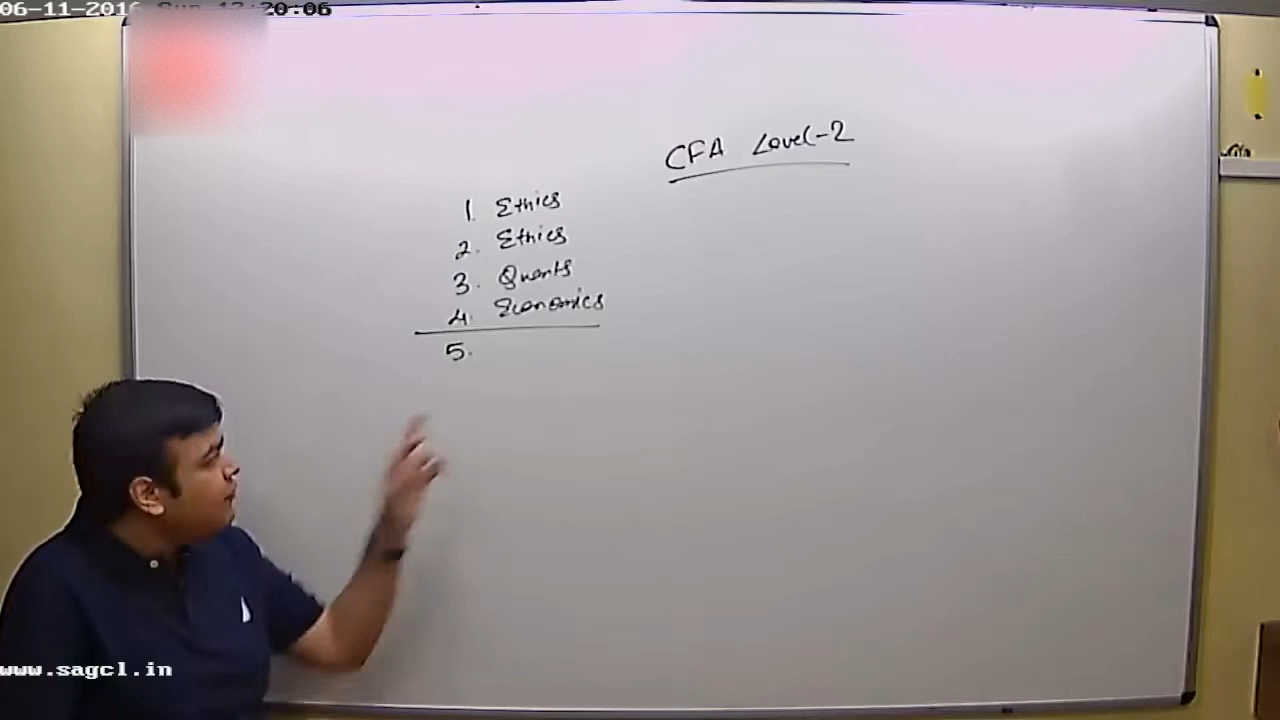 06-11-2016 Sun 12:20:06
CFA Level-2
1. Ethics
2. Ethics
3. Quants
4. Economics
5.
www.sagcl.in